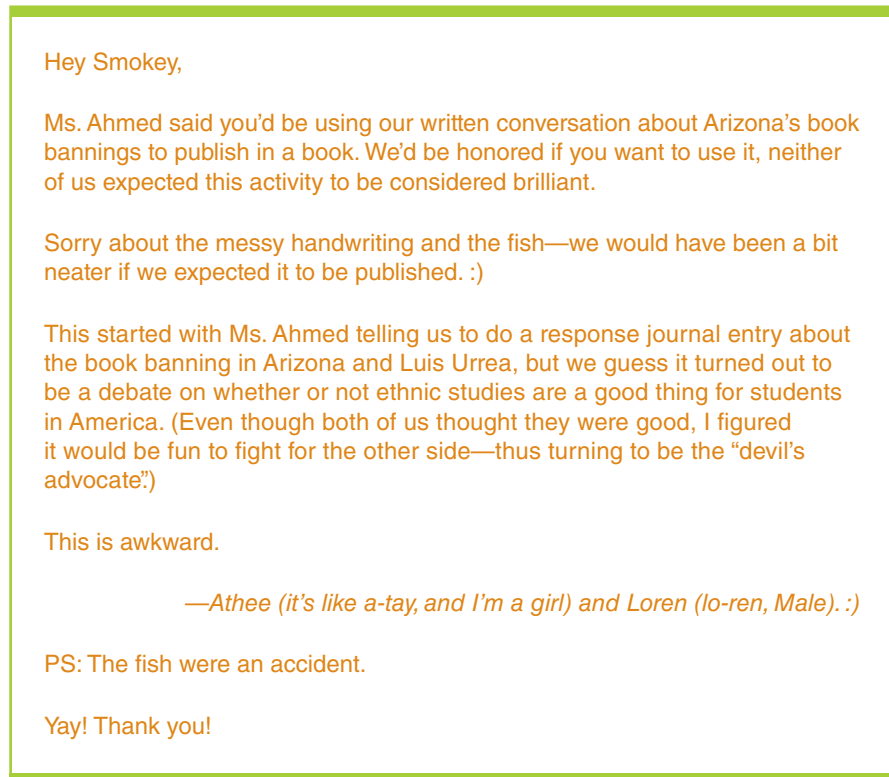 Hey Smokey,
Ms. Ahmed said you’d be using our written conversation about Arizona’s book
bannings to publish in a book. We’d be honored if you want to use it, neither
of us expected this activity to be considered brilliant.
Sorry about the messy handwriting and the fish—we would have been a bit
neater if we expected it to be published. :)
This started with Ms. Ahmed telling us to do a response journal entry about
the book banning in Arizona and Luis Urrea, but we guess it turned out to
be a debate on whether or not ethnic studies are a good thing for students
in America. (Even though both of us thought they were good, I figured
it would be fun to fight for the other side—thus turning to be the “devil’s
advocate”.)
This is awkward.
—Athee (it’s like a-tay, and I’m a girl) and Loren (lo-ren, Male). :)
PS: The fish were an accident.
Yay! Thank you!